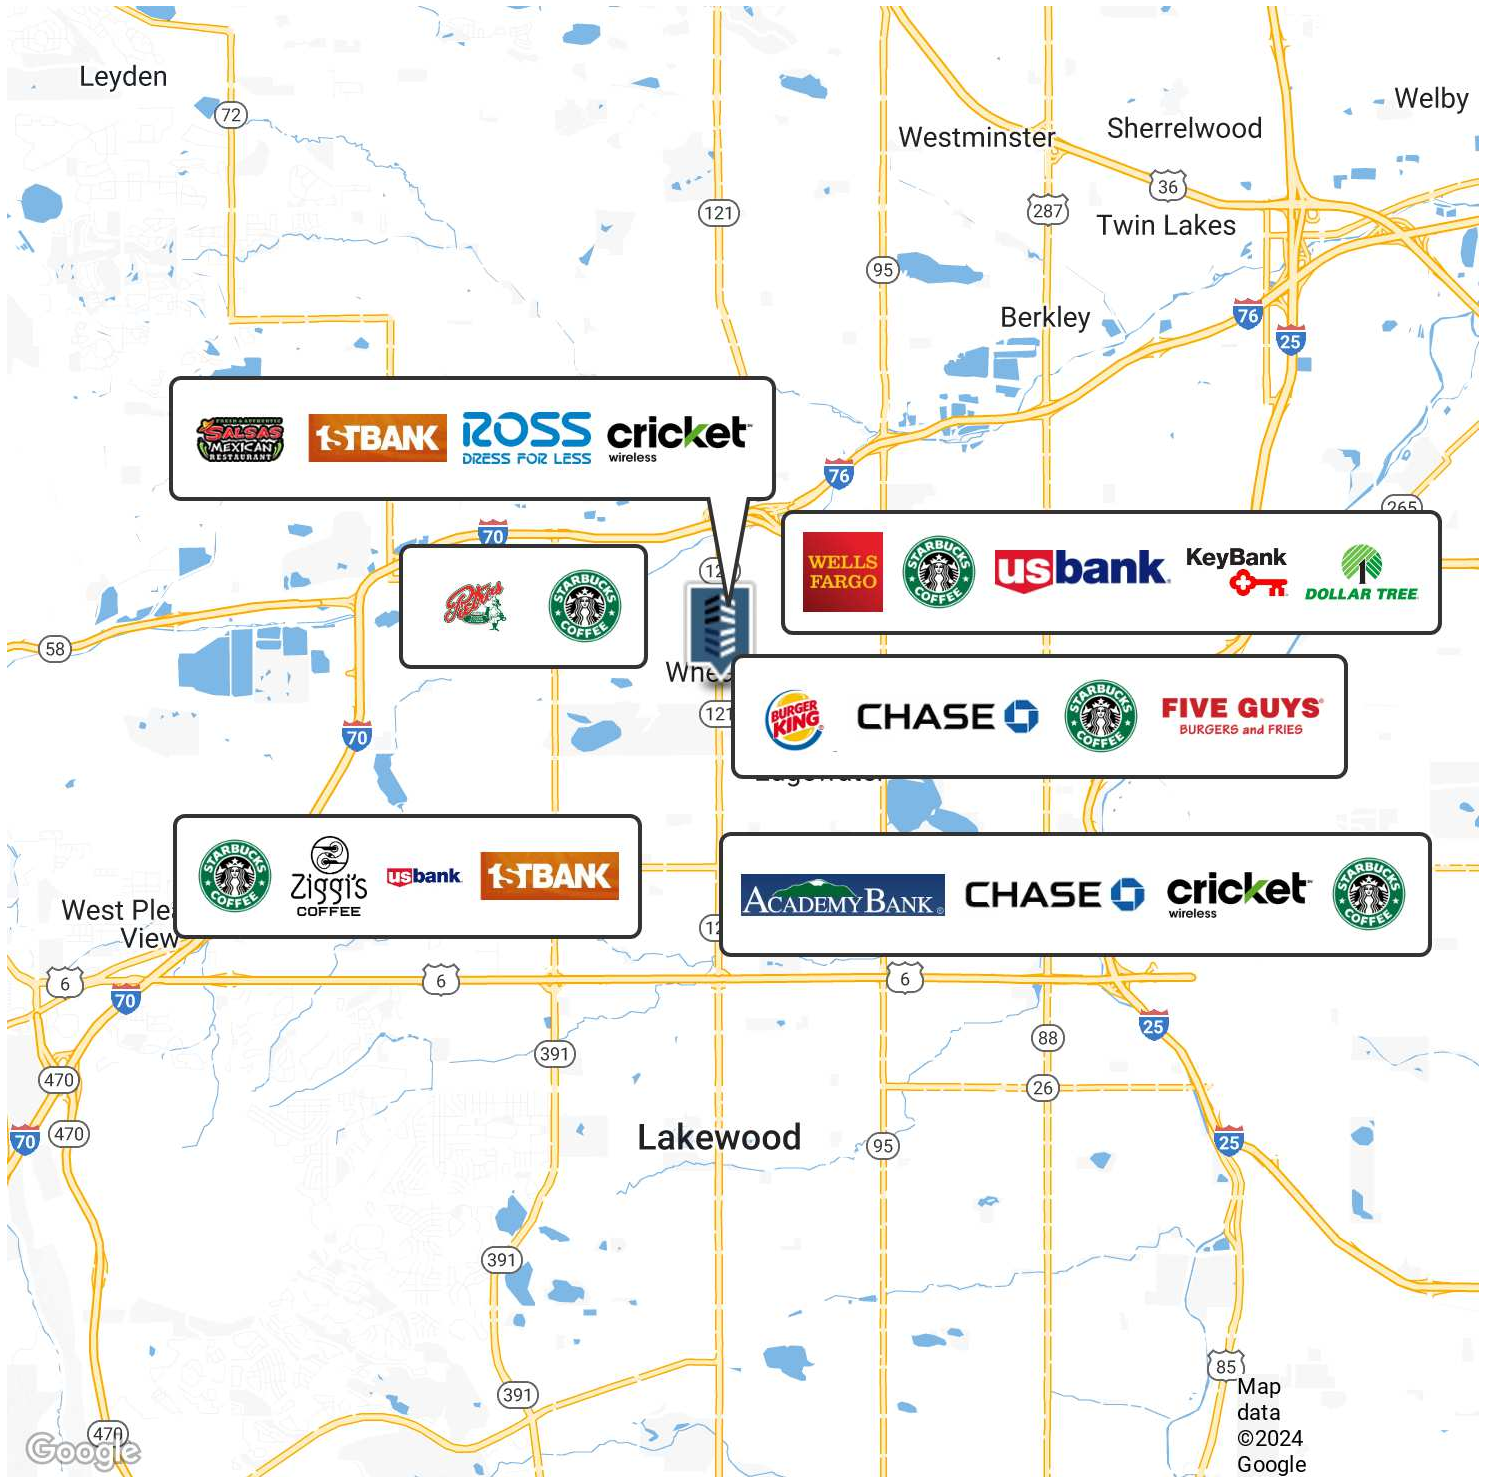 Leyden
72
Welby
Westminster
Sherrelwood
36
121
287
Twin Lakes
95
Berkley
76
25
FRESH & AUTHENTIC
SALSAS
MEXICAN
RESTAURANT
1STBANK
ROSS
DRESS FOR LESS
cricket
wireless
76
70
265
WELLS
FARGO
STARBUCKS
COFFEE
usbank
KeyBank
DOLLAR TREE
STARBUCKS
COFFEE
58
121
70
BURGER
KING
CHASE
STARBUCKS
COFFEE
FIVE GUYS
BURGERS and FRIES
STARBUCKS
COFFEE
Ziggi's
COFFEE
usbank
1STBANK
ACADEMY BANK
CHASE
cricket
wireless
STARBUCKS
COFFEE
West
View
6
70
6
6
25
391
88
470
26
470
70
Lakewood
95
25
391
391
85
470
Google
Map
data
©2024
Google